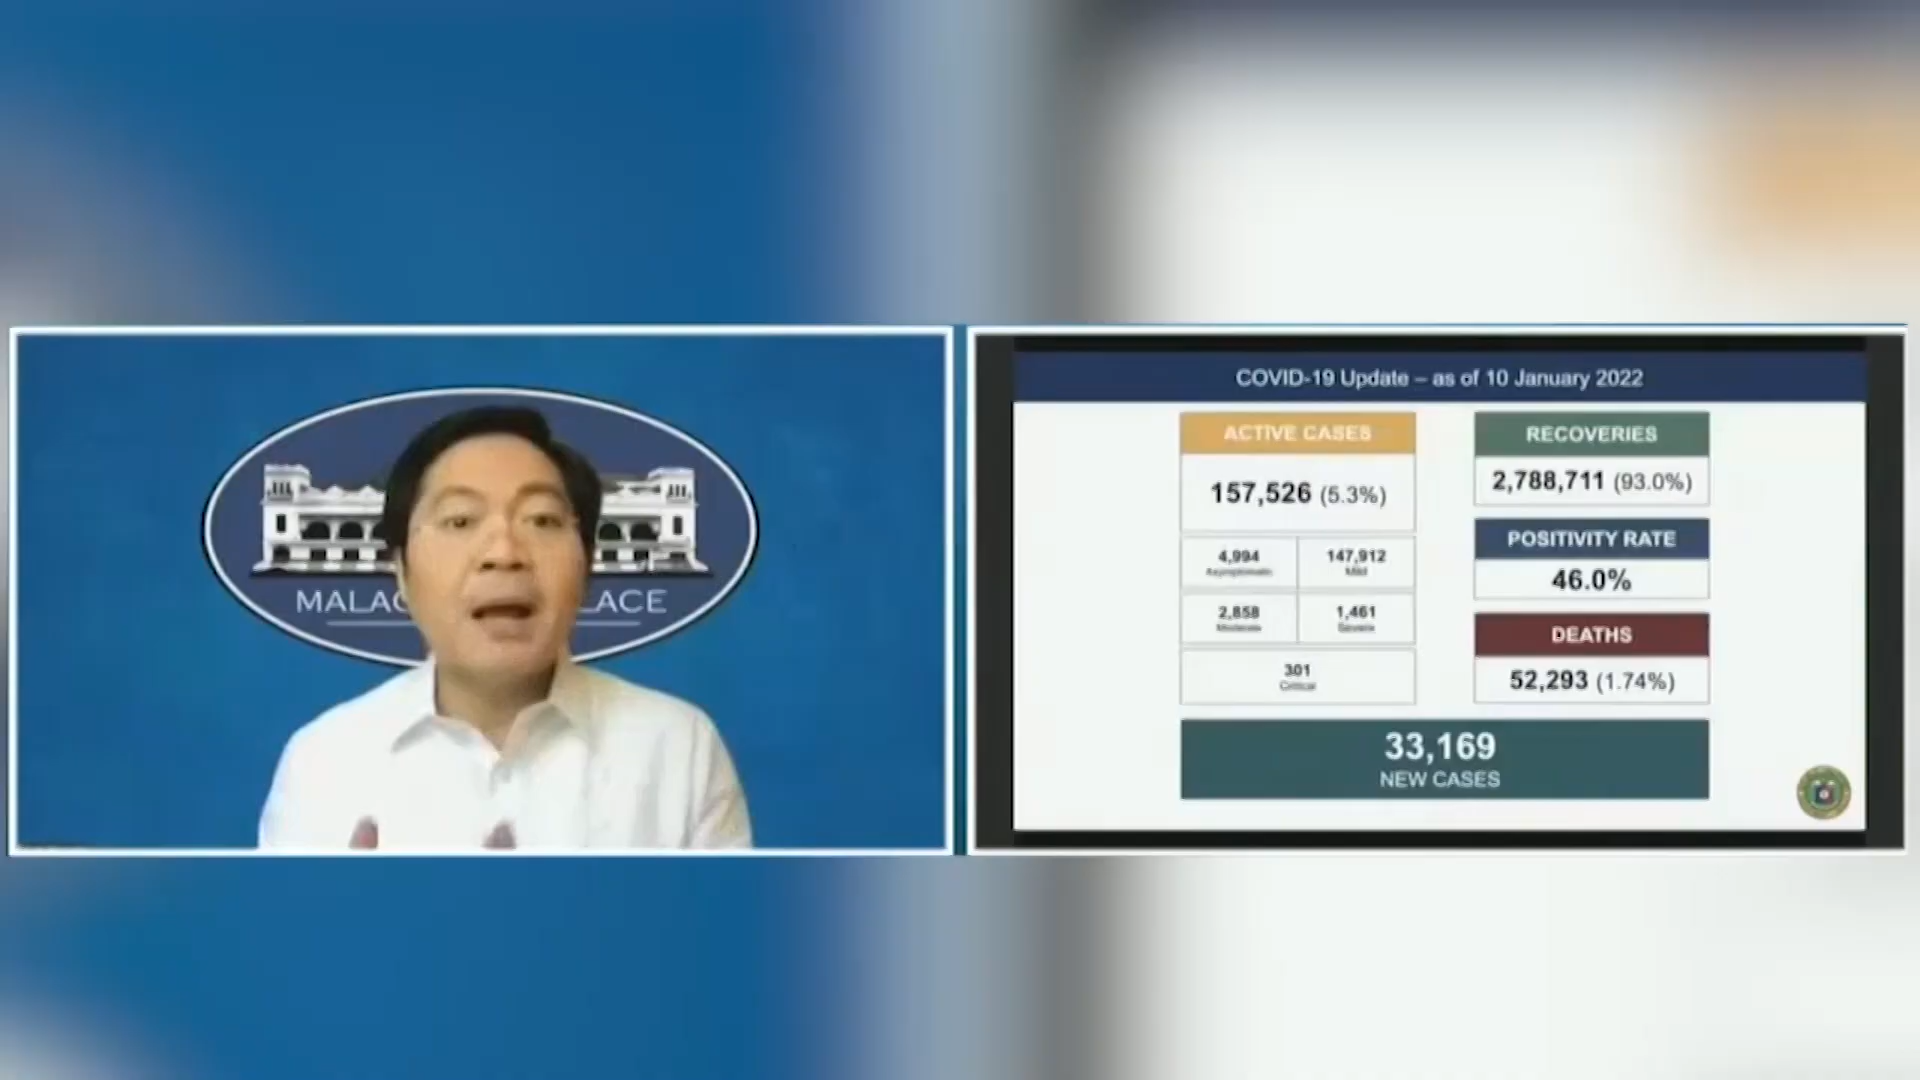 MALAC
LACE
COVID-19 Update – as of 10 January 2022
ACTIVE CASES
157,526 (5.3%)
4,994
Asymptomatic
147,912
Mild
2,858
Moderate
1,461
Severe
301
Critical
RECOVERIES
2,788,711 (93.0%)
POSITIVITY RATE
46.0%
DEATHS
52,293 (1.74%)
33,169
NEW CASES